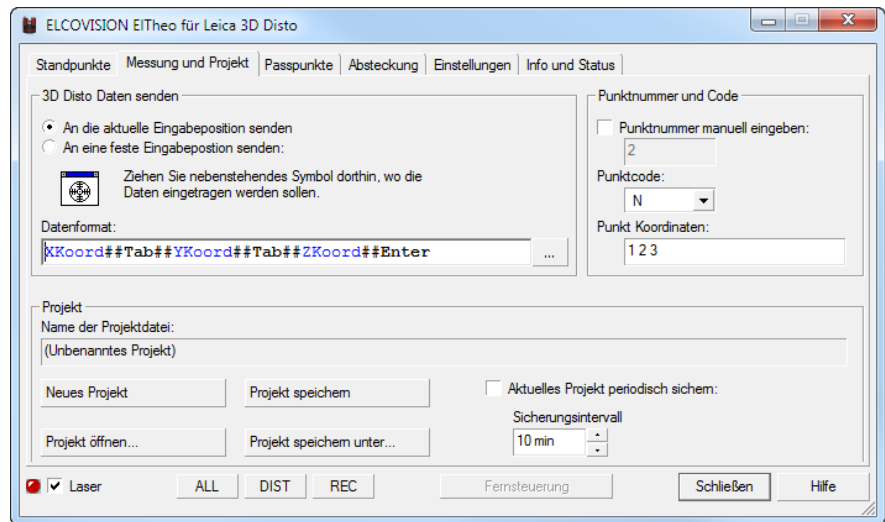 ELCOVISION ElTheo für Leica 3D Disto
Standpunkte Messung und Projekt Passpunkte Absteckung Einstellungen Info und Status
3D Disto Daten senden
An die aktuelle Eingabeposition senden
An eine feste Eingabepostion senden:
Ziehen Sie nebenstehendes Symbol dorthin, wo die
Daten eingetragen werden sollen.
Datenformat:
XKoord##Tab##YKoord##Tab##ZKoord##Enter
...
Punktnummer und Code
Punktnummer manuell eingeben:
2
Punktcode:
N
Punkt Koordinaten:
1 2 3
Projekt
Name der Projektdatei:
(Unbenanntes Projekt)
Neues Projekt Projekt speichern
Aktuelles Projekt periodisch sichern:
Sicherungsintervall
10 min
Projekt öffnen... Projekt speichern unter...
Laser ALL DIST REC Fernsteuerung Schließen Hilfe